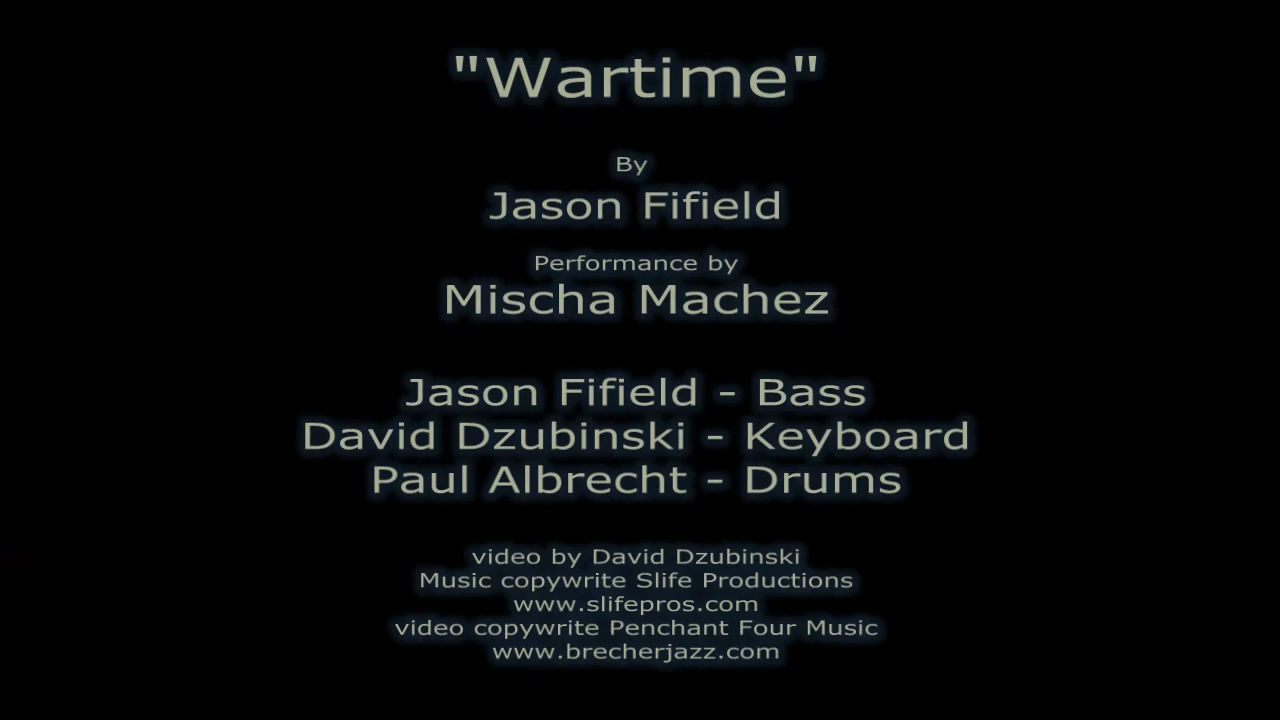 "Wartime"
By
Jason Fifield
Performance by
Mischa Machez
Jason Fifield - Bass
David Dzubinski - Keyboard
Paul Albrecht - Drums
video by David Dzubinski
Music copywrite Slife Productions
www.slifepros.com
video copywrite Penchant Four Music
www.brecherjazz.com